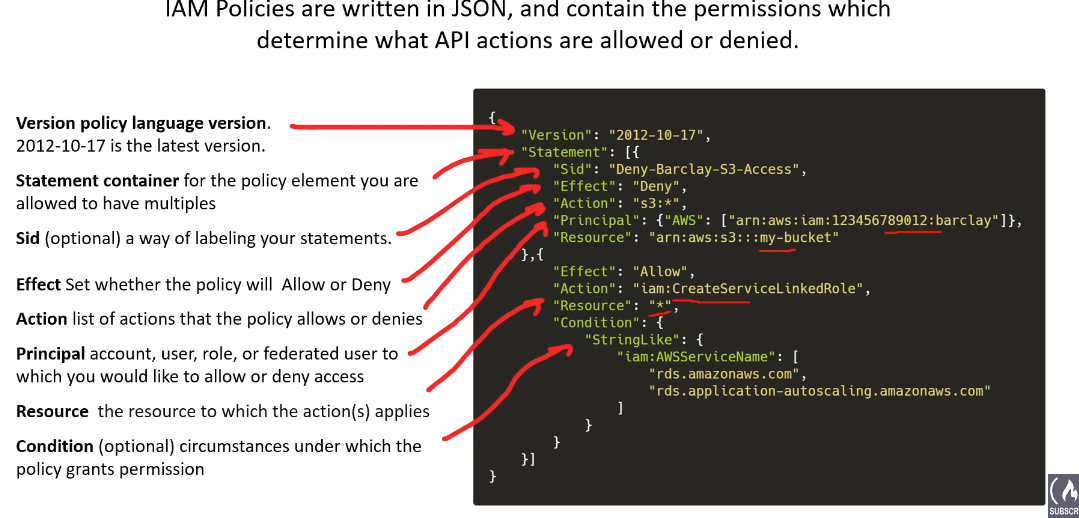 IAM Policies are written in JSON, and contain the permissions which
determine what API actions are allowed or denied.
Version policy language version.
2012-10-17 is the latest version.
Statement container for the policy element you are
allowed to have multiples
Sid (optional) a way of labeling your statements.
Effect Set whether the policy will Allow or Deny
Action list of actions that the policy allows or denies
Principal account, user, role, or federated user to
which you would like to allow or deny access
Resource the resource to which the action(s) applies
Condition (optional) circumstances under which the
policy grants permission
{
"Version": "2012-10-17",
"Statement": [{
"Sid": "Deny-Barclay-S3-Access",
"Effect": "Deny",
"Action": "s3:*",
"Principal": {"AWS": ["arn:aws:iam:123456789012:barclay"]},
"Resource": "arn:aws:s3:::my-bucket"
},{
"Effect": "Allow",
"Action": "iam:CreateServiceLinkedRole",
"Resource": "*",
"Condition": {
"StringLike": {
"iam:AWSServiceName": [
"rds.amazonaws.com",
"rds.application-autoscaling.amazonaws.com"
]
}
}
}]
}
SUBSCR